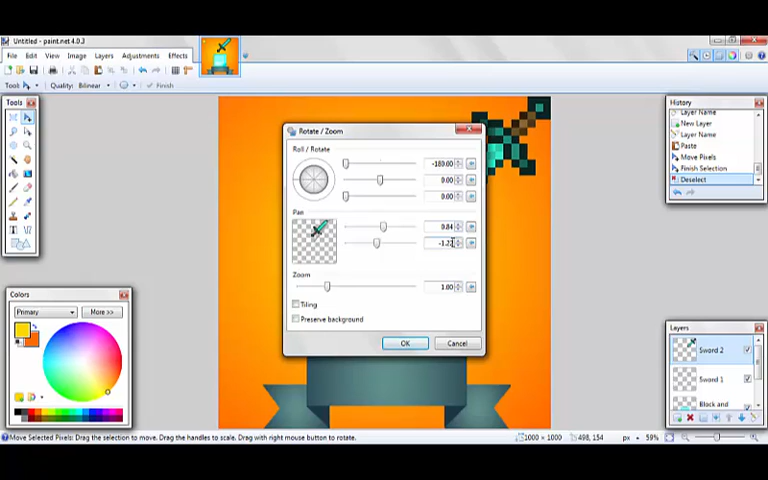 Untitled - paint.net 4.0.3
File Edit View Image Layers Adjustments Effects
Tool: Quality: Bilinear Finish
Tools
History
Layer Name
New Layer
Layer Name
Paste
Move Pixels
Finish Selection
Deselect
Rotate / Zoom
Roll / Rotate
-180.00
0.00
0.00
Pan
0.84
Zoom
1.00
Tiling
Preserve background
OK Cancel
Colors
Primary More >>
Layers
Sword 2
Sword 1
Block and
Move Selected Pixels: Drag the selection to move. Drag the handles to scale. Drag with right mouse button to rotate.
1000 × 1000 498, 154 px 59%